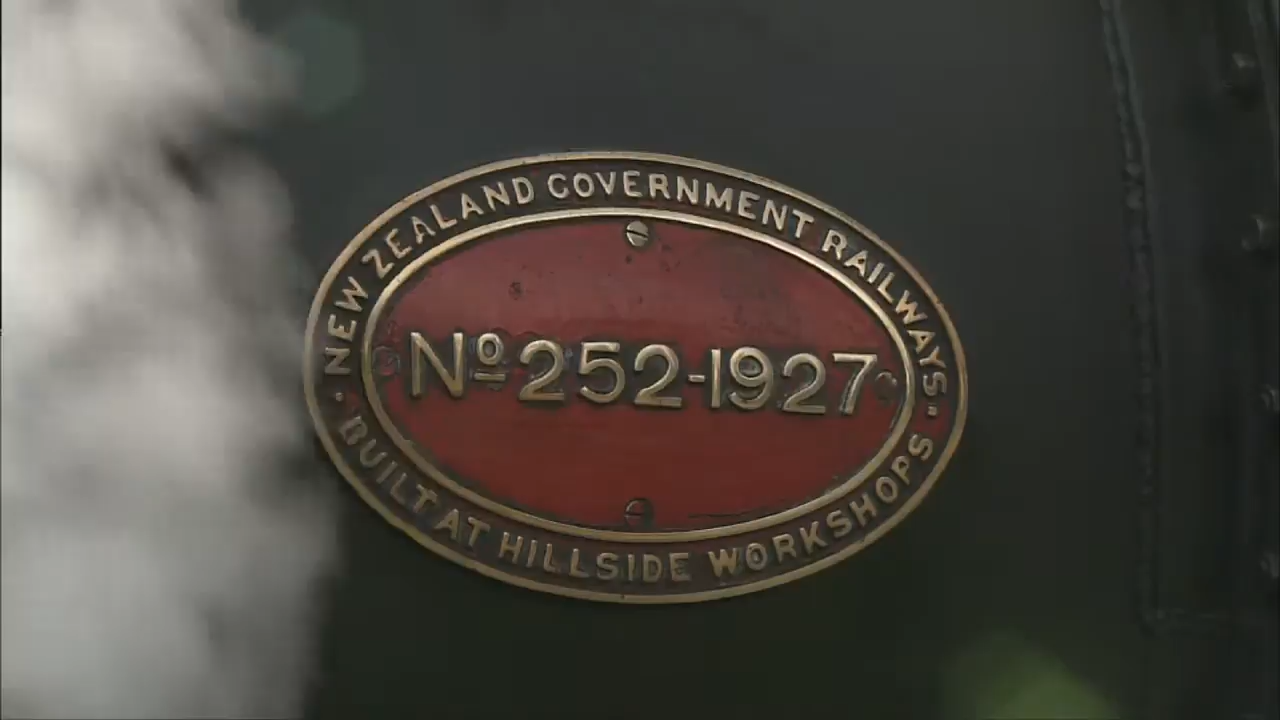 NEW ZEALAND GOVERNMENT RAILWAYS.
Nº 252-1927
· BUILT AT HILLSIDE WORKSHOPS